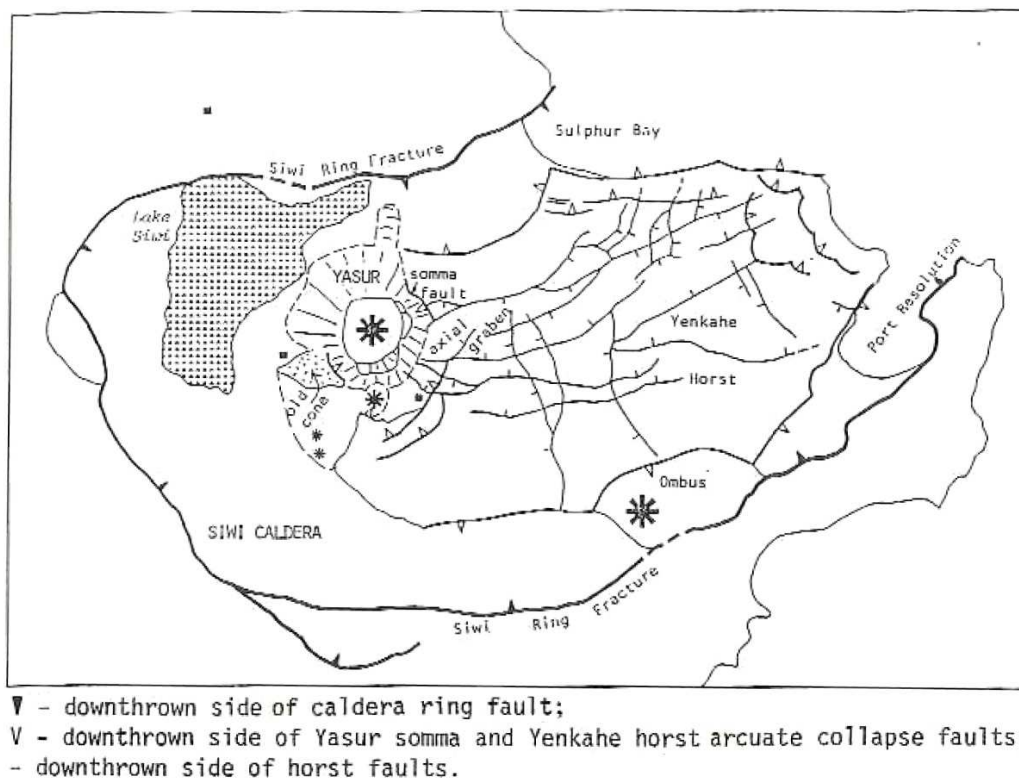 Sulphur Bay
Siwi Ring Fracture
Lake
Siwi
YASUR
somma
fault
axial
graben
Yenkahe
Port Resolution
Horst
old
cone
Ombus
SIWI CALDERA
Siwi Ring Fracture
▼ - downthrown side of caldera ring fault;
V - downthrown side of Yasur somma and Yenkahe horst arcuate collapse faults
- downthrown side of horst faults.